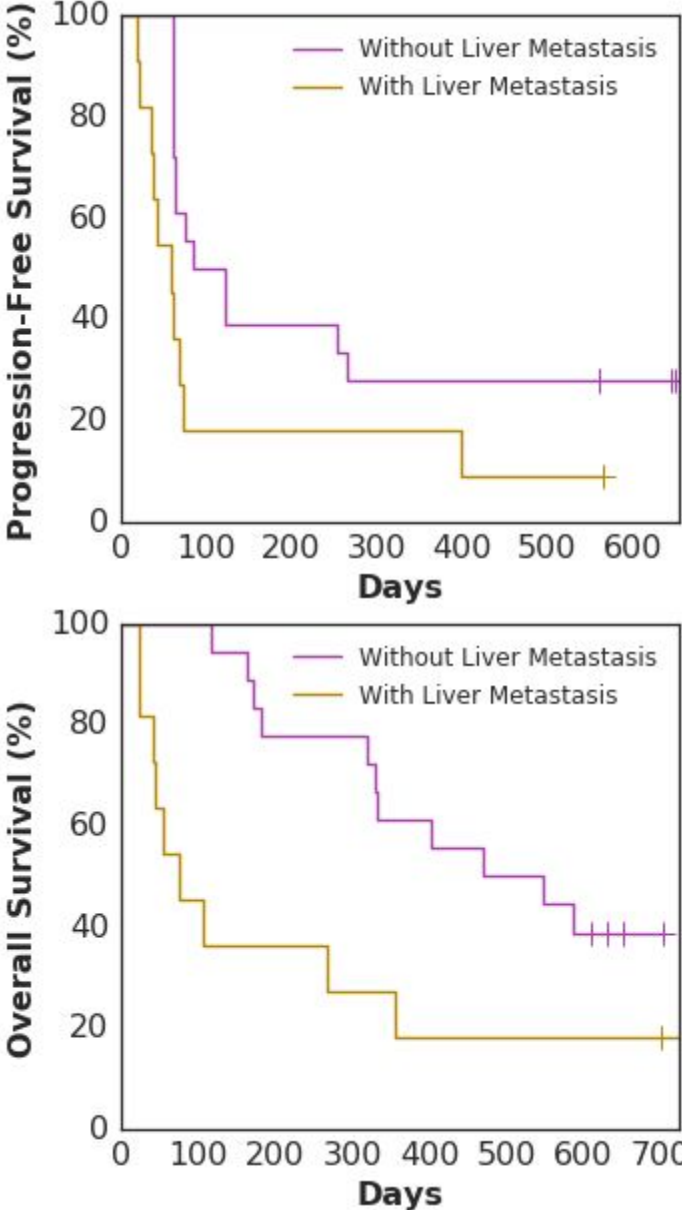 Progression-Free Survival (%)
100
80
60
40
20
0
Without Liver Metastasis
With Liver Metastasis
0 100 200 300 400 500 600
Days
Overall Survival (%)
100
80
60
40
20
0
Without Liver Metastasis
With Liver Metastasis
0 100 200 300 400 500 600 700
Days